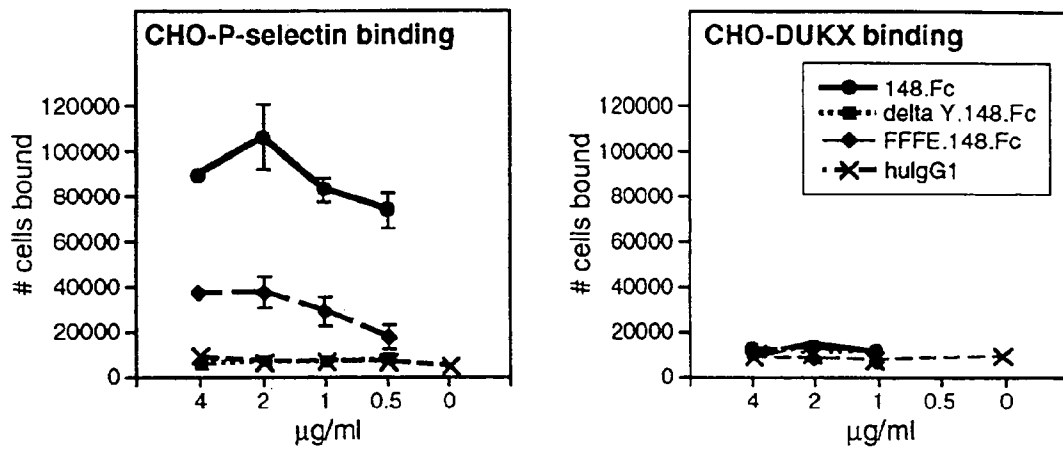 CHO-P-selectin binding
# cells bound
120000
100000
80000
60000
40000
20000
0
4 2 1 0.5 0
µg/ml
CHO-DUKX binding
148.Fc
delta Y.148.Fc
FFFE.148.Fc
huIgG1
# cells bound
120000
100000
80000
60000
40000
20000
0
4 2 1 0.5 0
µg/ml